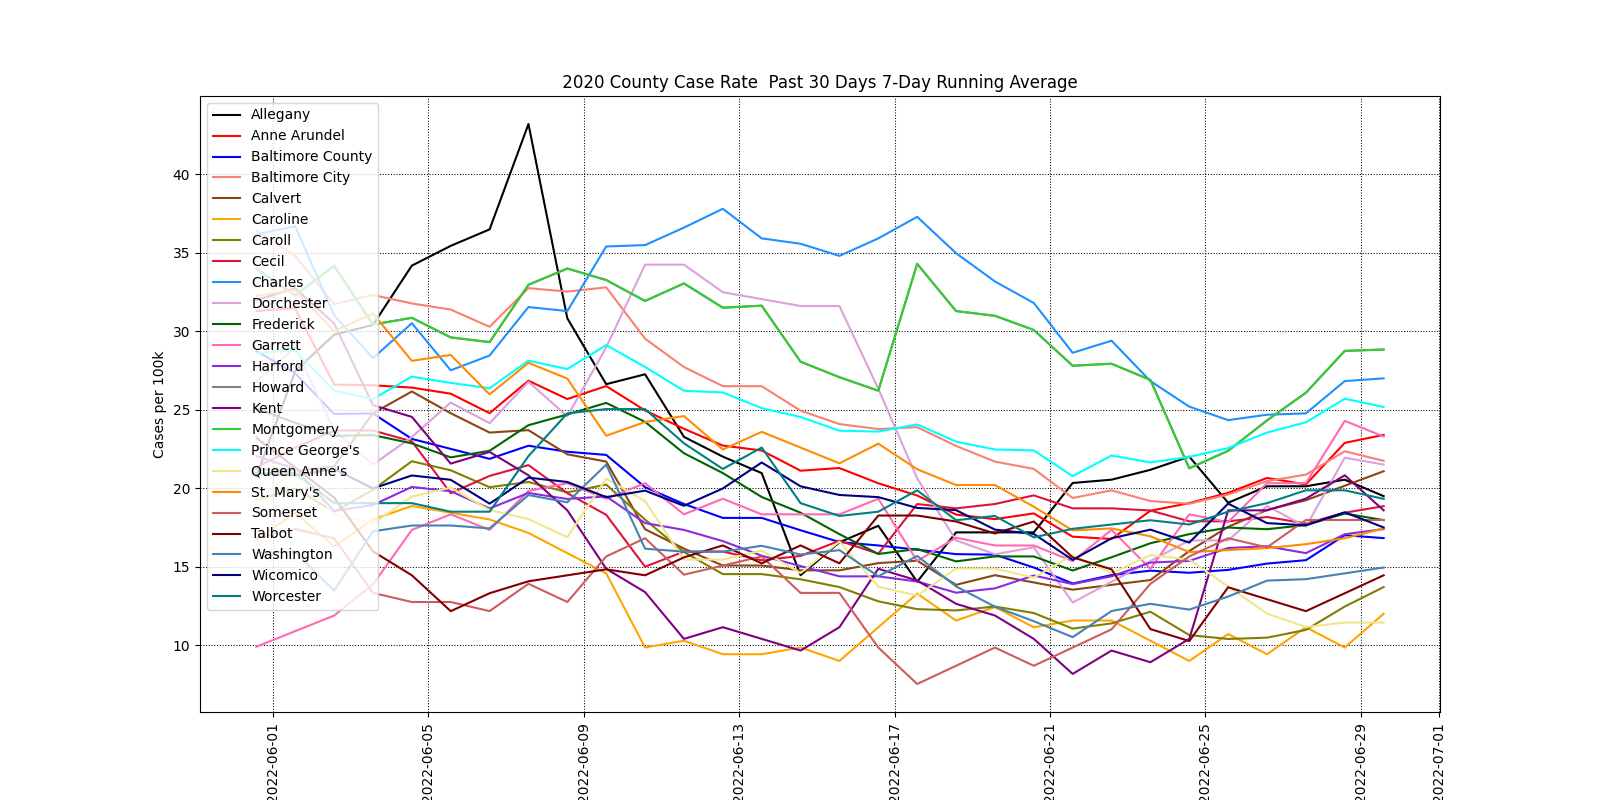 2020 County Case Rate  Past 30 Days 7-Day Running Average
Cases per 100k
40
35
30
25
20
15
10
Allegany
Anne Arundel
Baltimore County
Baltimore City
Calvert
Caroline
Caroll
Cecil
Charles
Dorchester
Frederick
Garrett
Harford
Howard
Kent
Montgomery
Prince George's
Queen Anne's
St. Mary's
Somerset
Talbot
Washington
Wicomico
Worcester
2022-06-01
2022-06-05
2022-06-09
2022-06-13
2022-06-17
2022-06-21
2022-06-25
2022-06-29
2022-07-01